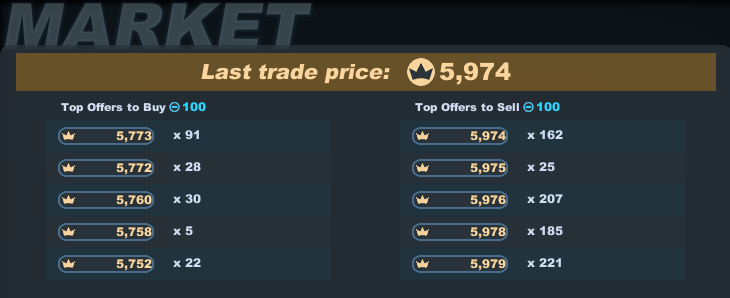 MARKET
Last trade price: 5,974
Top Offers to Buy 100
5,773 x 91
5,772 x 28
5,760 x 30
5,758 x 5
5,752 x 22
Top Offers to Sell 100
5,974 x 162
5,975 x 25
5,976 x 207
5,978 x 185
5,979 x 221